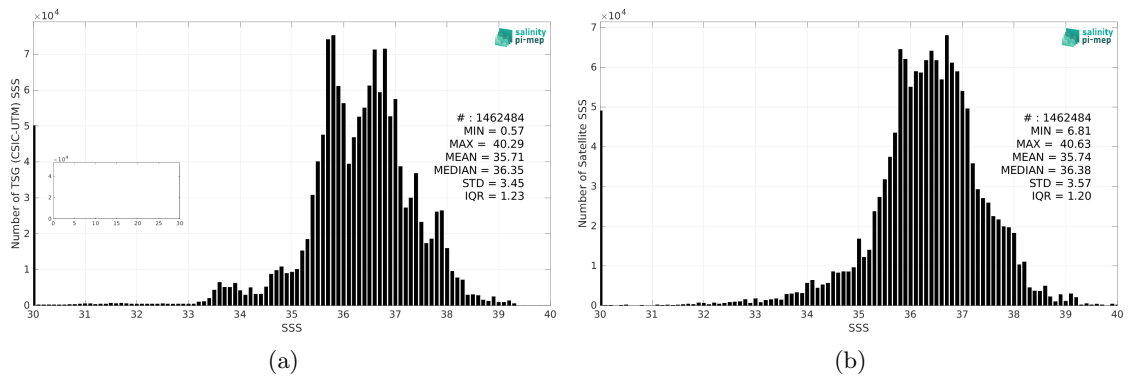 ×10⁴
8
7
6
5
4
3
2
1
0
Number of TSG (CSIC-UTM) SSS
salinity
pi-mep
# : 1462484
MIN = 0.57
MAX = 40.29
MEAN = 35.71
MEDIAN = 36.35
STD = 3.45
IQR = 1.23
×10⁴
4
2
0
0 5 10 15 20 25 30
30 31 32 33 34 35 36 37 38 39 40
SSS
(a)
×10⁴
7
6
5
4
3
2
1
0
Number of Satellite SSS
salinity
pi-mep
# : 1462484
MIN = 6.81
MAX = 40.63
MEAN = 35.74
MEDIAN = 36.38
STD = 3.57
IQR = 1.20
30 31 32 33 34 35 36 37 38 39 40
SSS
(b)